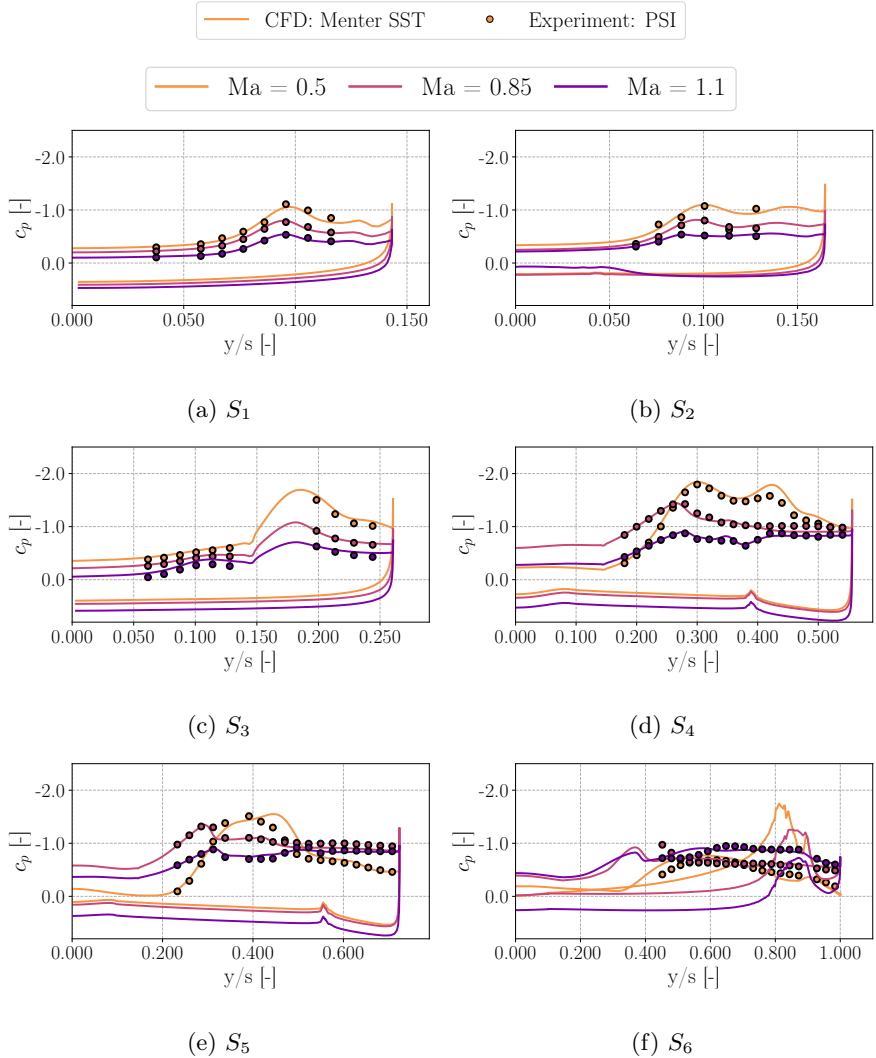 CFD: Menter SST Experiment: PSI
Ma = 0.5 Ma = 0.85 Ma = 1.1
-2.0
-1.0
0.0
c_p [-]
0.000 0.050 0.100 0.150
y/s [-]
(a) S_1
-2.0
-1.0
0.0
c_p [-]
0.000 0.050 0.100 0.150
y/s [-]
(b) S_2
-2.0
-1.0
0.0
c_p [-]
0.000 0.050 0.100 0.150 0.200 0.250
y/s [-]
(c) S_3
-2.0
-1.0
0.0
c_p [-]
0.000 0.100 0.200 0.300 0.400 0.500
y/s [-]
(d) S_4
-2.0
-1.0
0.0
c_p [-]
0.000 0.200 0.400 0.600
y/s [-]
(e) S_5
-2.0
-1.0
0.0
c_p [-]
0.000 0.200 0.400 0.600 0.800 1.000
y/s [-]
(f) S_6